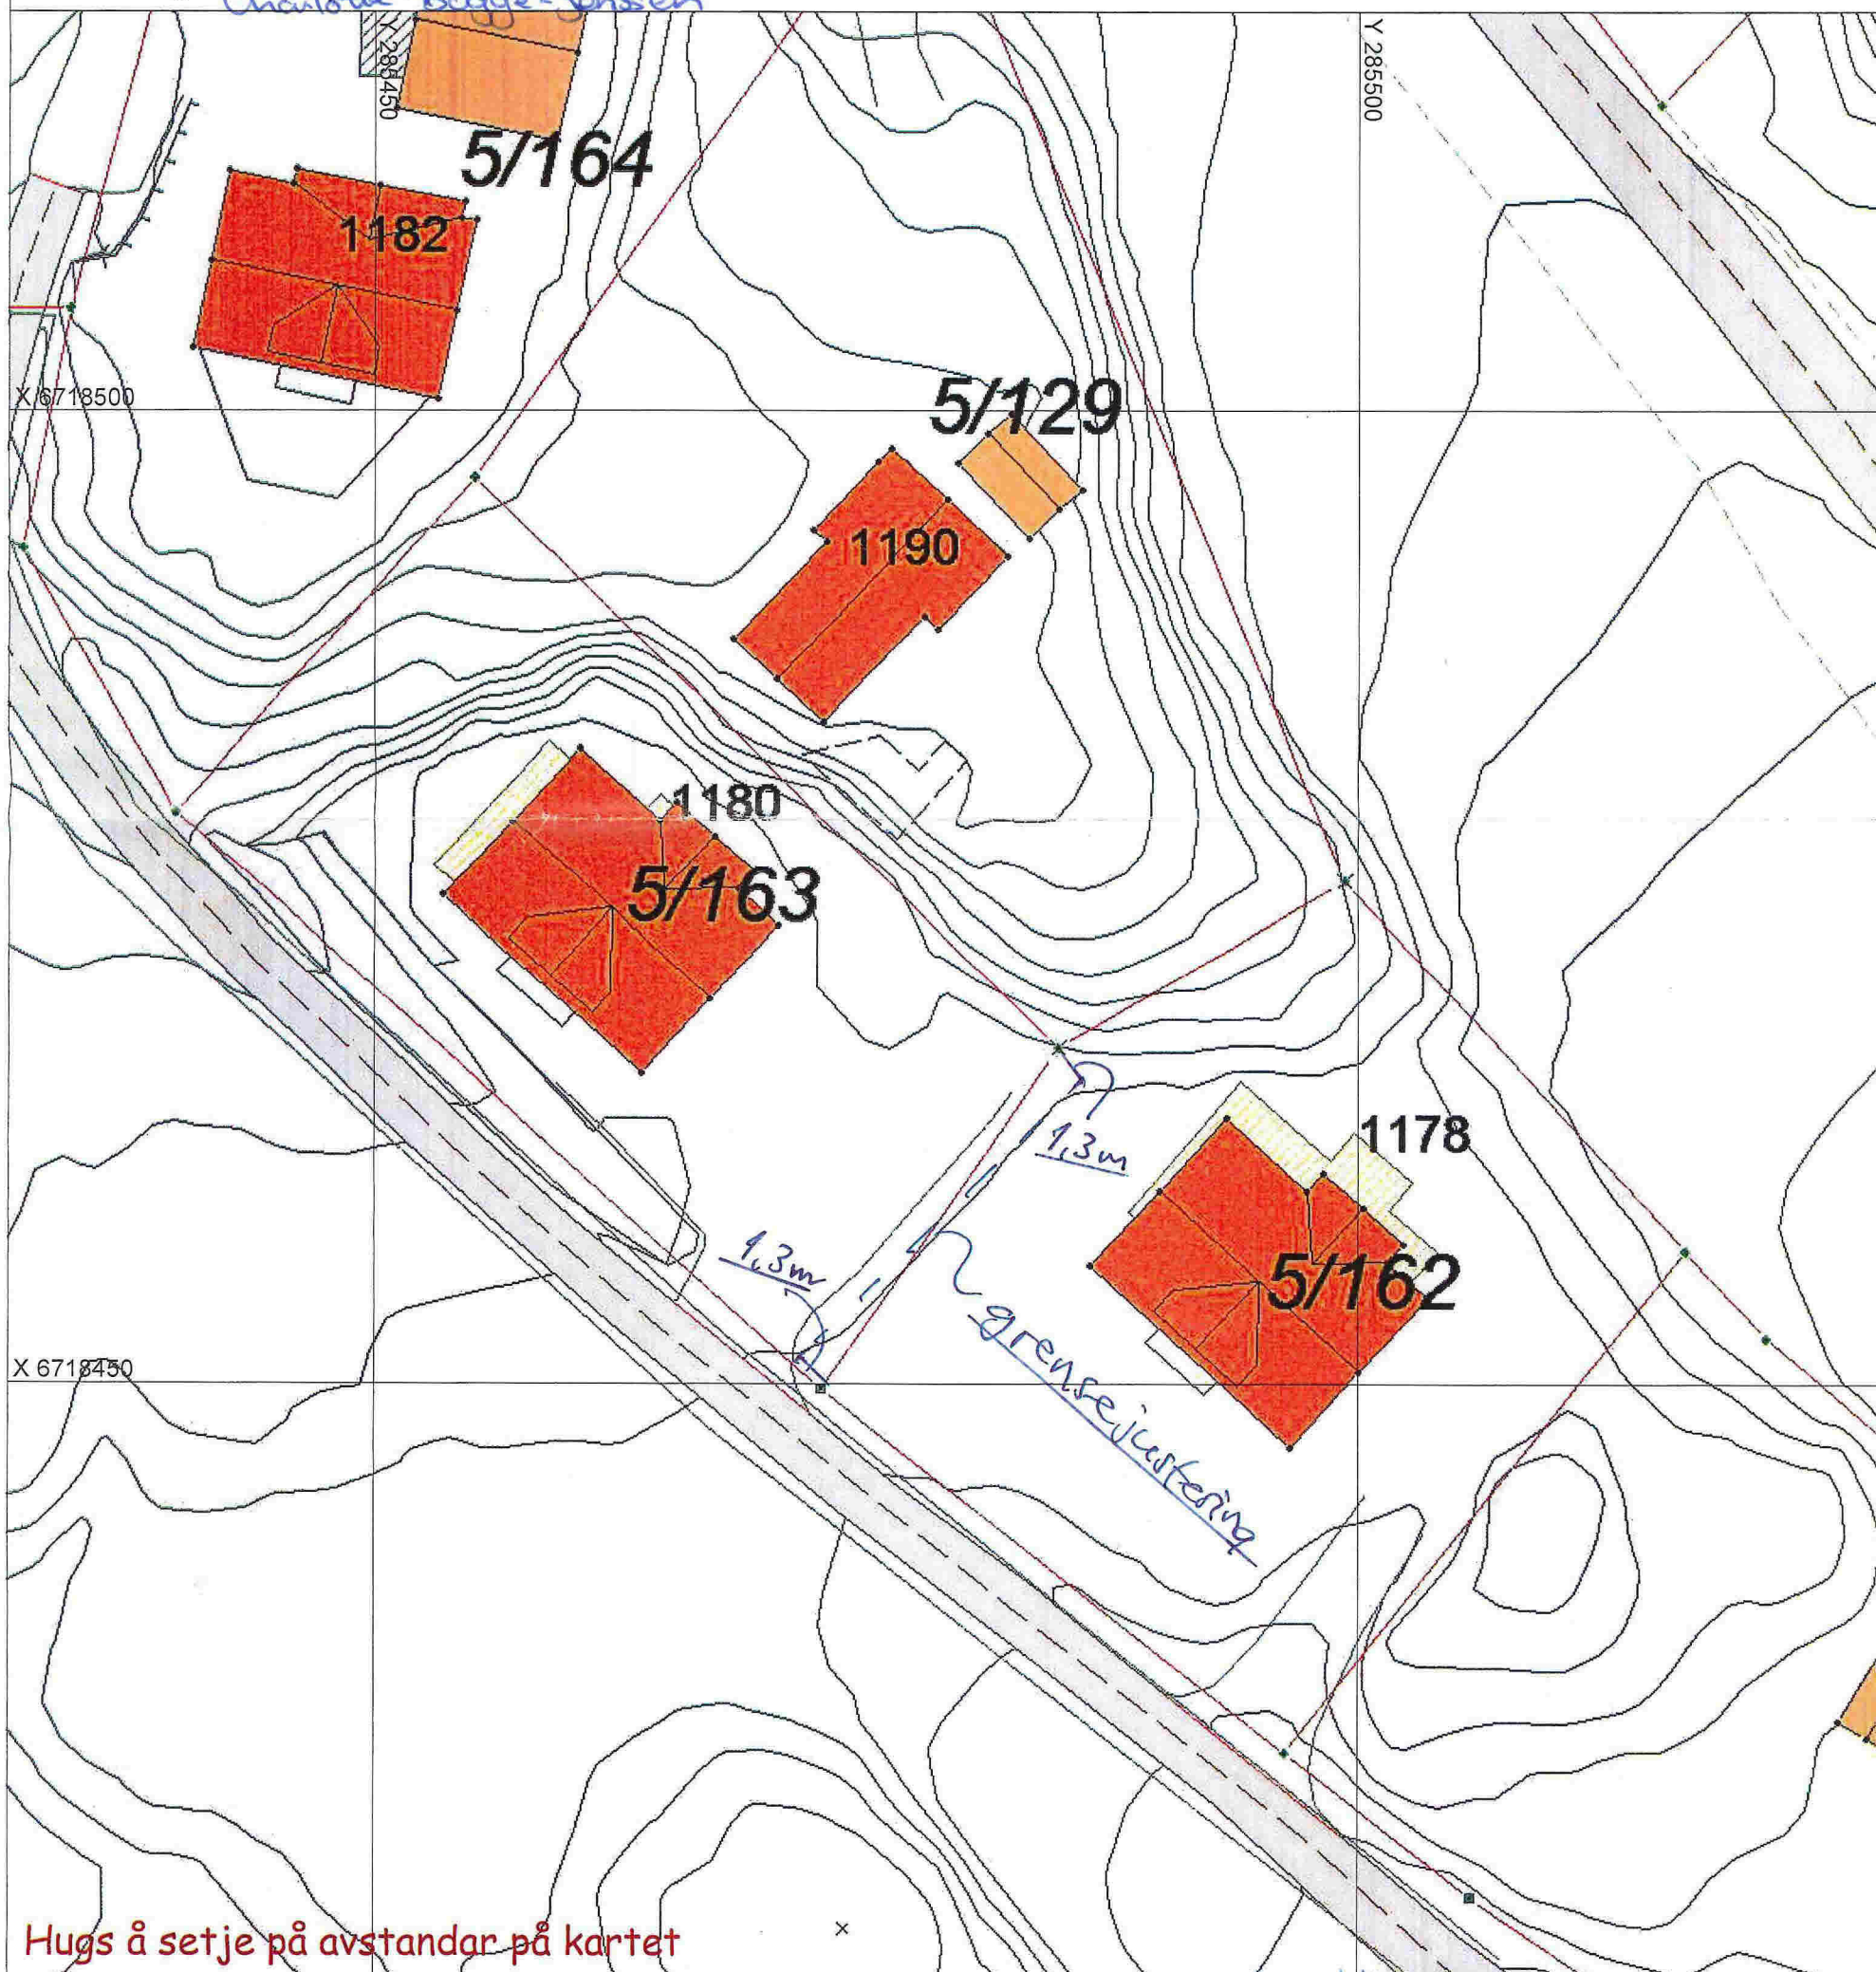 Y 285450
Y 285500
5/164
1182
X 6718500
5/129
1190
1180
5/163
1,3m
1178
1,3m
5/162
grensejustering
X 6718450
Hugs å setje på avstandar på kartet